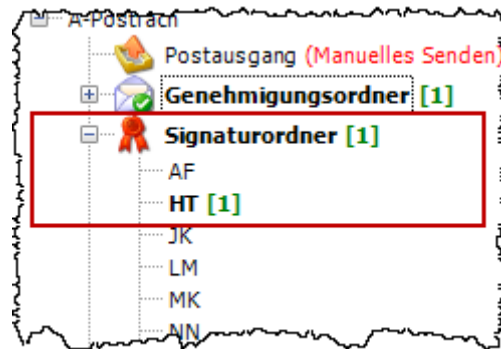 A-Postfach
Postausgang (Manuelles Senden)
Genehmigungsordner [1]
Signaturordner [1]
AF
HT [1]
JK
LM
MK
NN